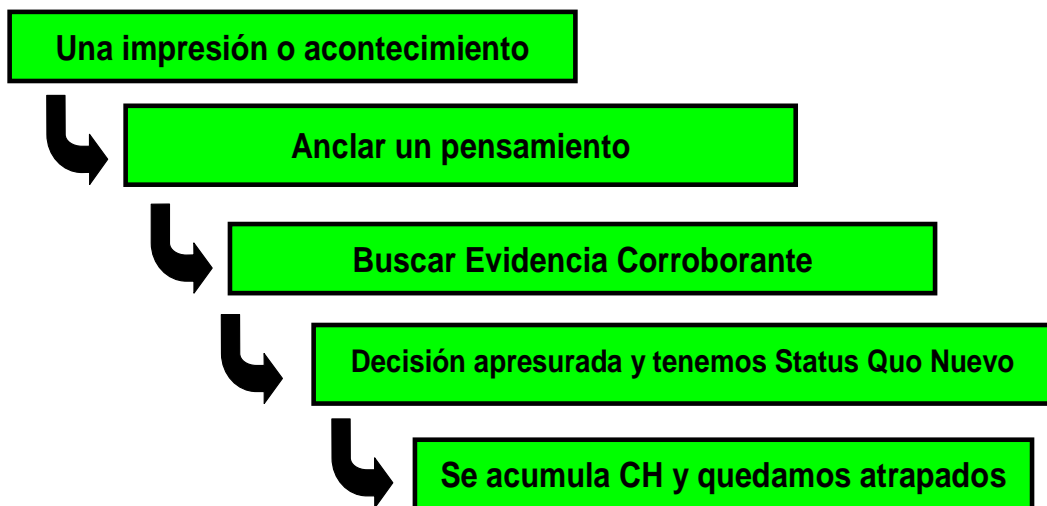 Una impresión o acontecimiento
Anclar un pensamiento
Buscar Evidencia Corroborante
Decisión apresurada y tenemos Status Quo Nuevo
Se acumula CH y quedamos atrapados